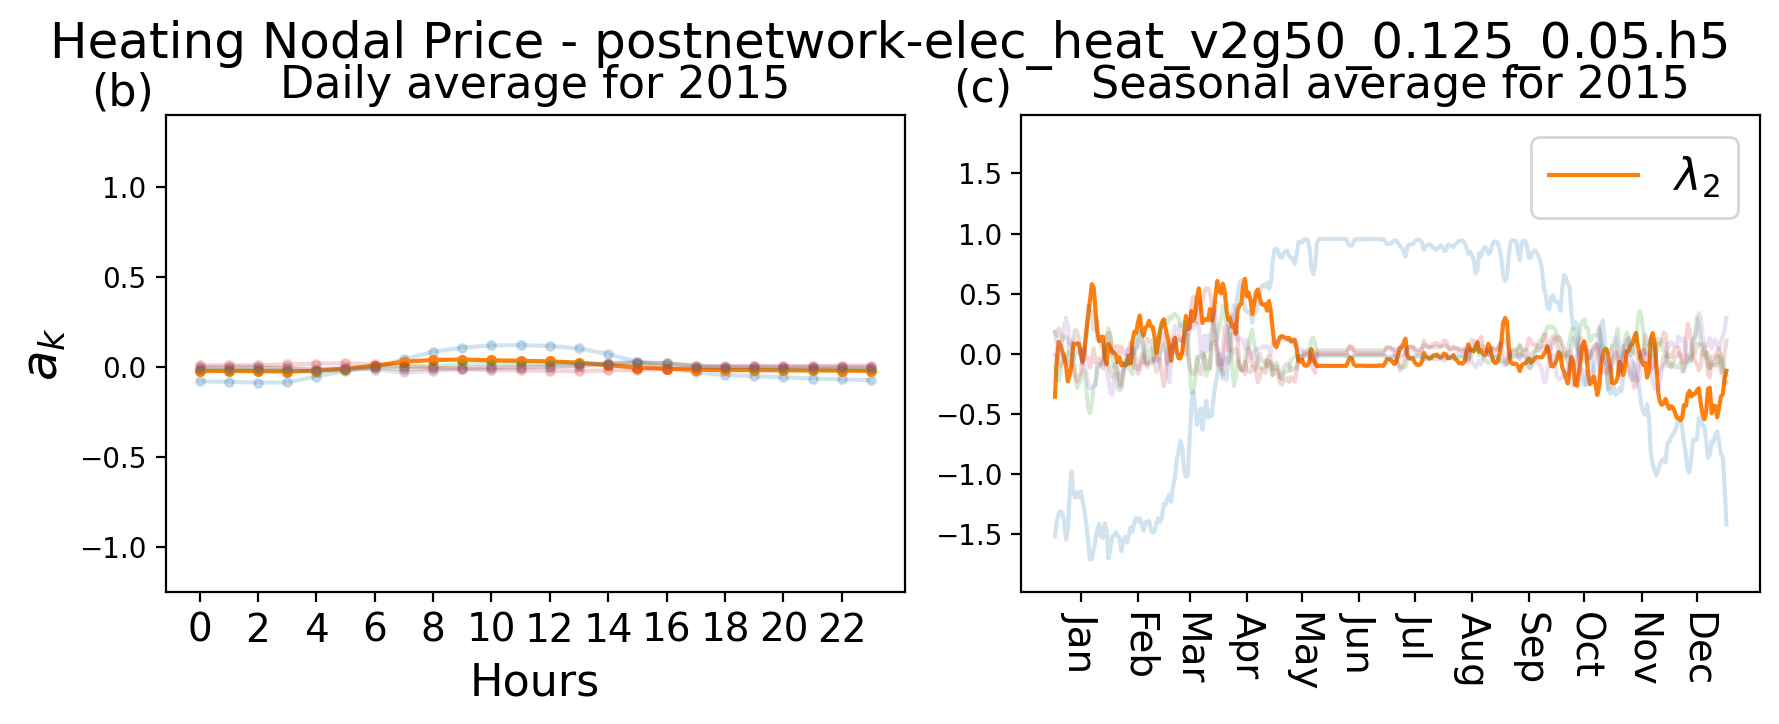 Heating Nodal Price - postnetwork-elec_heat_v2g50_0.125_0.05.h5
(b) Daily average for 2015
1.0
0.5
0.0
−0.5
−1.0
a_k
0 2 4 6 8 10 12 14 16 18 20 22
Hours
(c) Seasonal average for 2015
λ_2
1.5
1.0
0.5
0.0
−0.5
−1.0
−1.5
Jan Feb Mar Apr May Jun Jul Aug Sep Oct Nov Dec